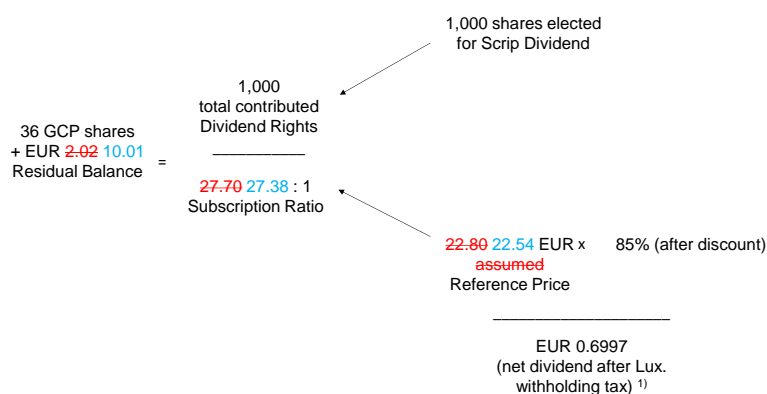 1,000 shares elected
for Scrip Dividend
1,000
total contributed
Dividend Rights
36 GCP shares
+ EUR 2.02 10.01
Residual Balance
=
27.70 27.38 : 1
Subscription Ratio
22.80 22.54 EUR x 85% (after discount)
assumed
Reference Price
EUR 0.6997
(net dividend after Lux.
withholding tax) 1)